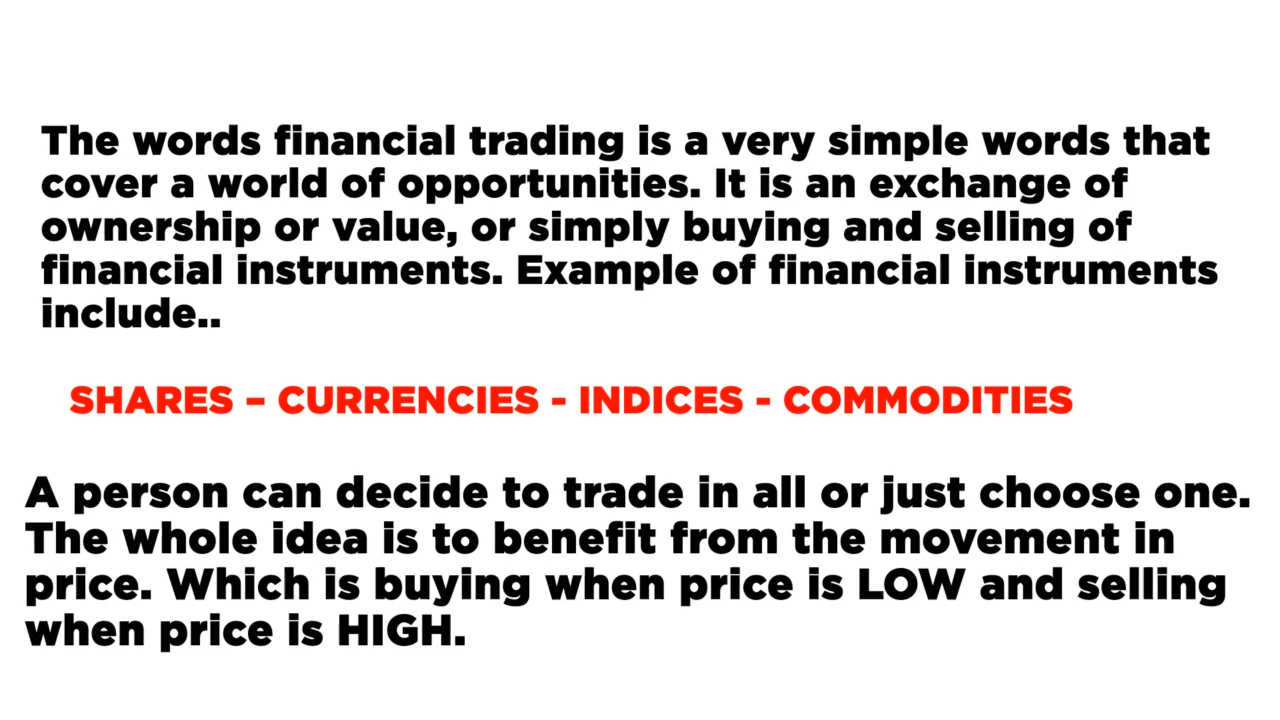 The words financial trading is a very simple words that
cover a world of opportunities. It is an exchange of
ownership or value, or simply buying and selling of
financial instruments. Example of financial instruments
include..
SHARES – CURRENCIES - INDICES - COMMODITIES
A person can decide to trade in all or just choose one.
The whole idea is to benefit from the movement in
price. Which is buying when price is LOW and selling
when price is HIGH.